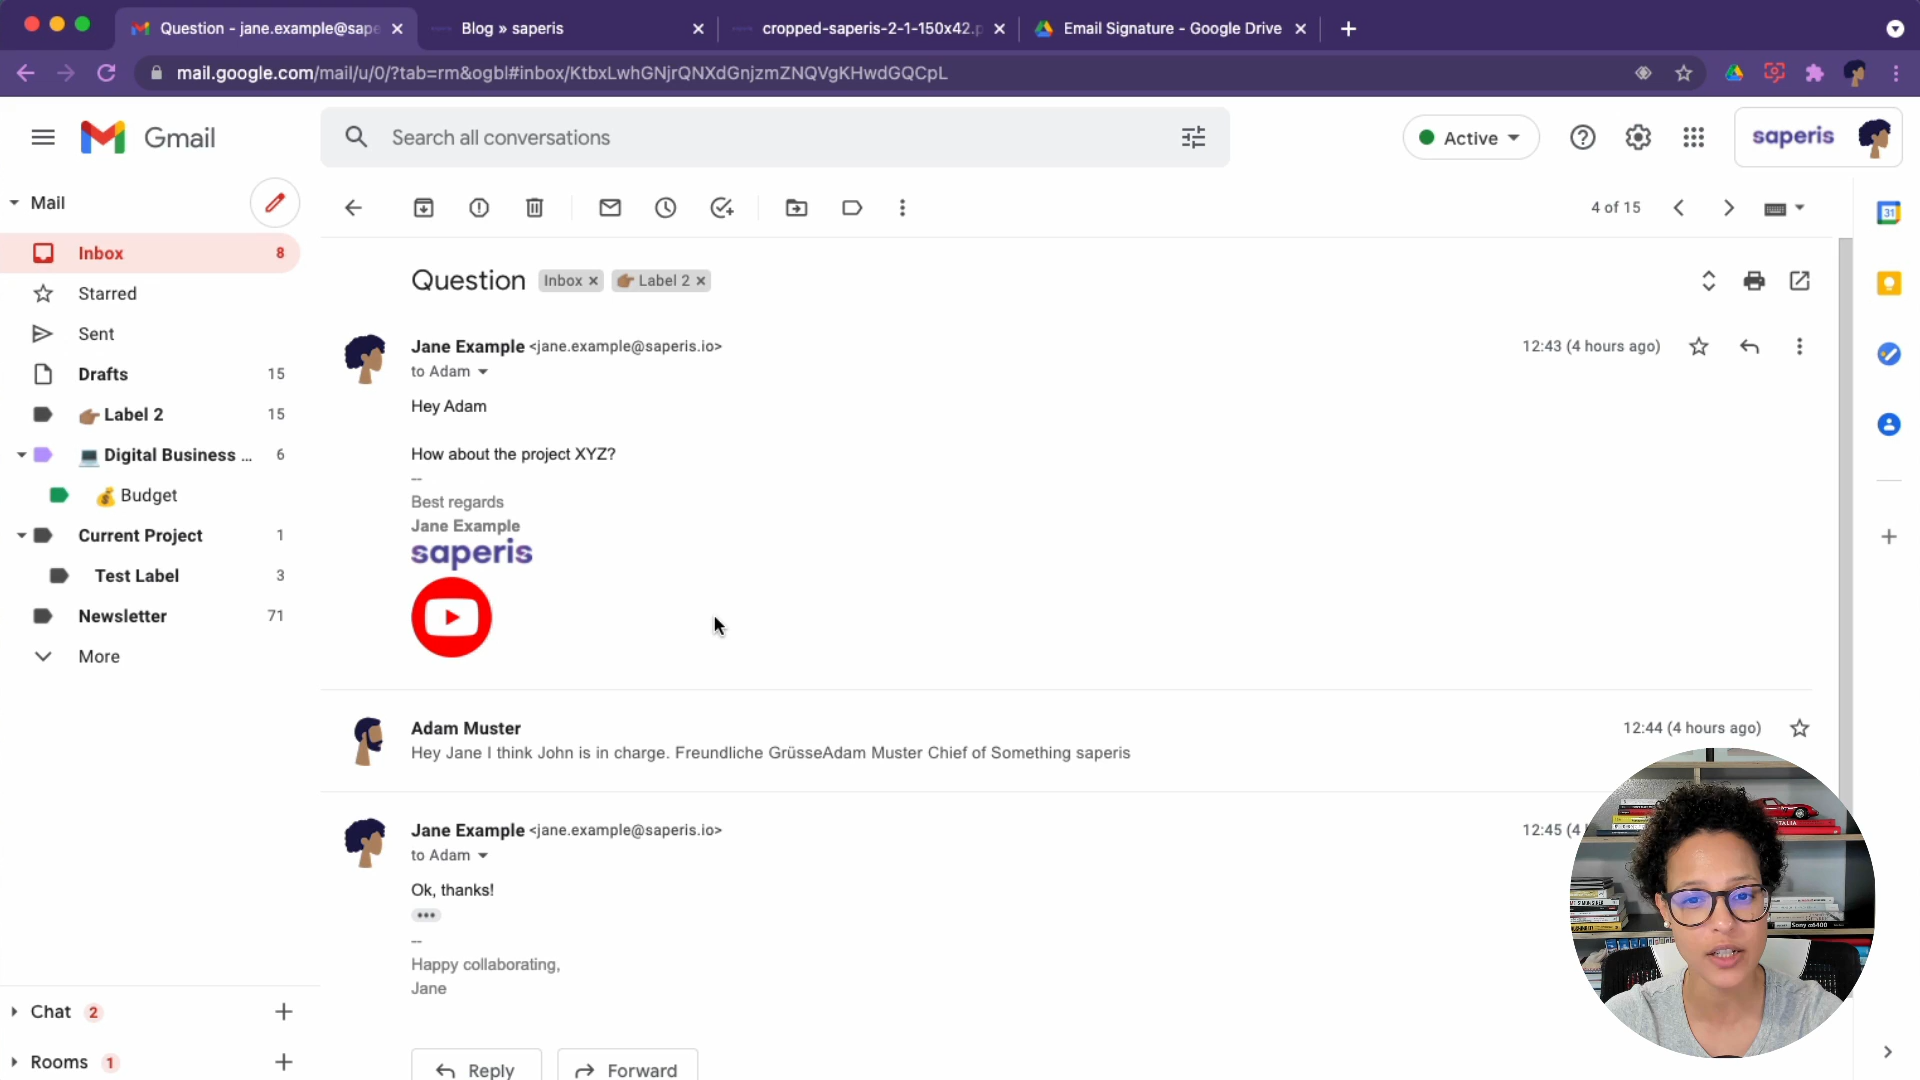 Question - jane.example@sape
Blog » saperis
cropped-saperis-2-1-150x42.p
Email Signature - Google Drive
mail.google.com/mail/u/0/?tab=rm&ogbl#inbox/KtbxLwhGNjrQNXdGnjzmZNQVgKHwdGQCpL
Gmail
Search all conversations
Active
saperis
Mail
4 of 15
31
Inbox 8
Starred
Sent
Drafts 15
Label 2 15
Digital Business ... 6
Budget
Current Project 1
Test Label 3
Newsletter 71
More
Question
Inbox
Label 2
Jane Example <jane.example@saperis.io>
12:43 (4 hours ago)
to Adam
Hey Adam
How about the project XYZ?
--
Best regards
Jane Example
saperis
Adam Muster
12:44 (4 hours ago)
Hey Jane I think John is in charge. Freundliche GrüsseAdam Muster Chief of Something saperis
Jane Example <jane.example@saperis.io>
12:45 (4
to Adam
Ok, thanks!
--
Happy collaborating,
Jane
Reply
Forward
Chat 2
Rooms 1
ITALIA
Sony α6400